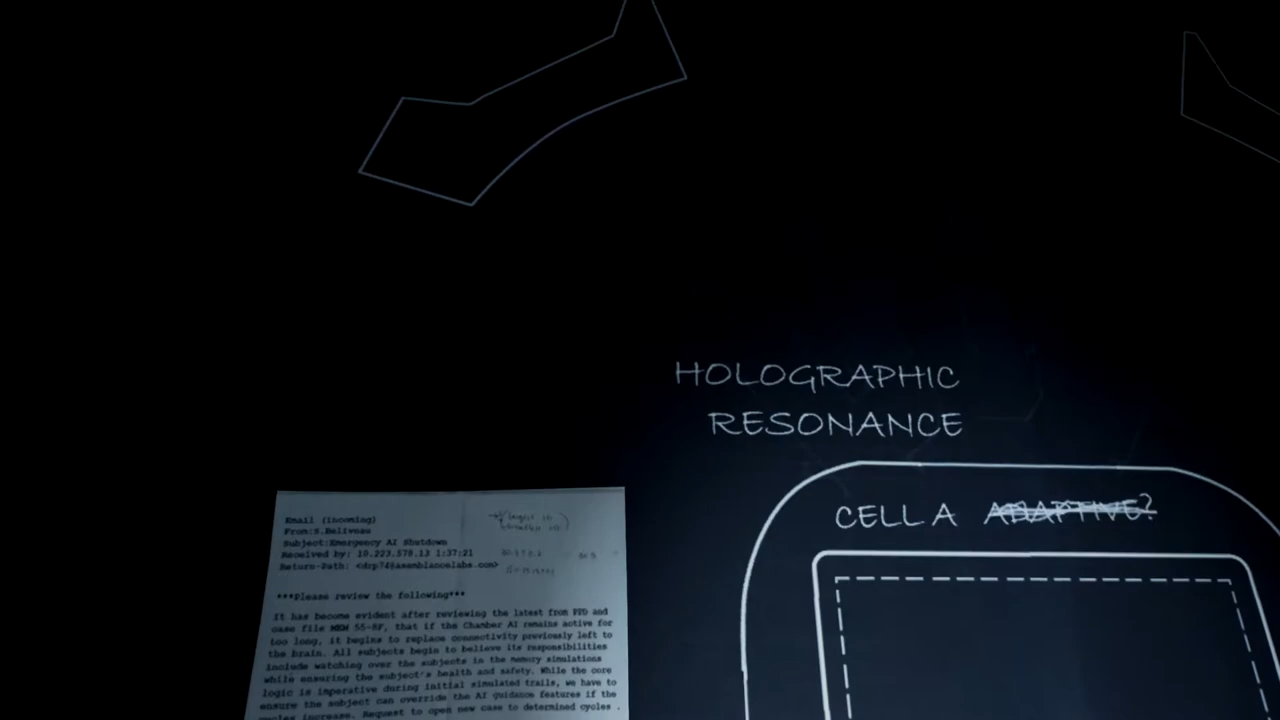 HOLOGRAPHIC
RESONANCE
CELL A ADAPTIVE?
Email (incoming)
From:S.Beliveau
Subject:Emergency AI Shutdown
Received by: 10.223.578.13 1:37:21
Return-Path: <drp74@asemblancelabs.com>
***Please review the following***
It has become evident after reviewing the latest from PPD and
case file MEM 55-8F, that if the Chamber AI remains active for
too long, it begins to replace connectivity previously left to
the brain. All subjects begin to believe its responsibilities
include watching over the subjects in the memory simulations
while ensuring the subject's health and safety. While the core
logic is imperative during initial simulated trails, we have to
ensure the subject can override the AI guidance features if the
cycles increase. Request to open new case to determined cycles .